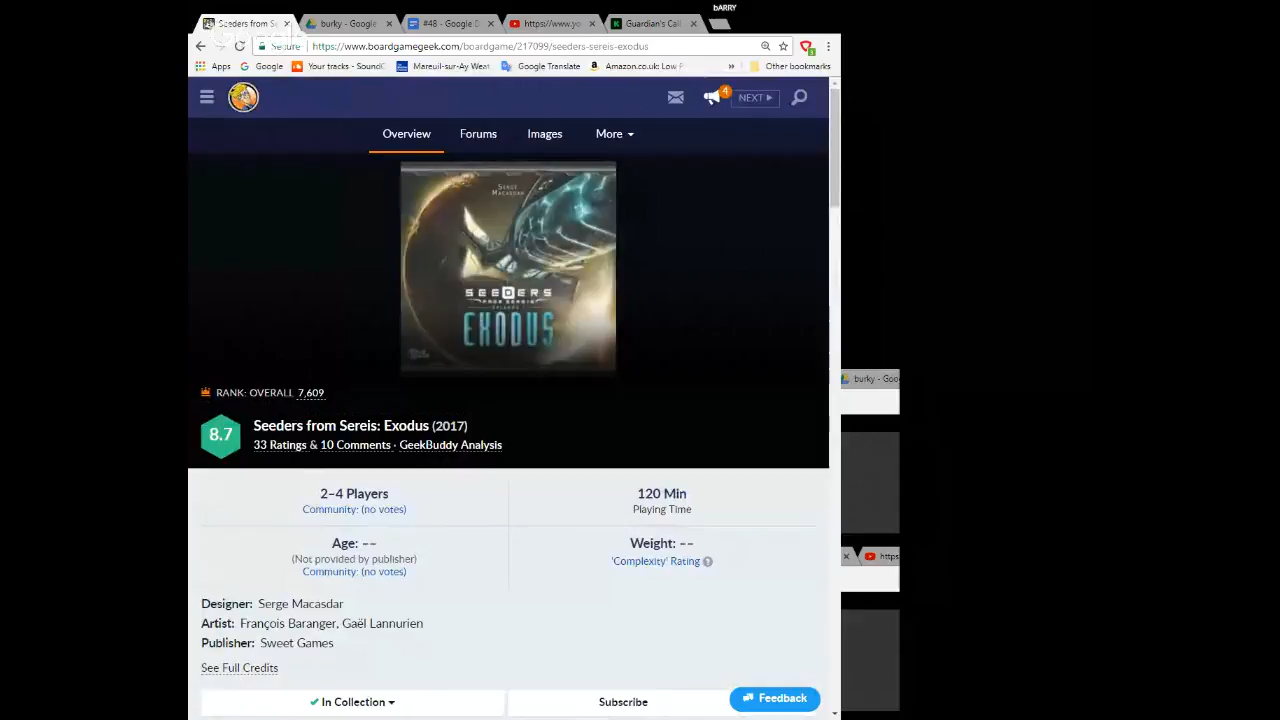 bARRY
Seeders from Se
burky - Google
#48 - Google D
https://www.yo
Guardian's Call
Secure
https://www.boardgamegeek.com/boardgame/217099/seeders-sereis-exodus
Apps
Google
Your tracks - SoundC
Mareuil-sur-Ay Weat
Google Translate
Amazon.co.uk: Low P
»
Other bookmarks
4
NEXT
Overview
Forums
Images
More
SERGE
MACASDAR
SEEDERS
FROM SEREIS
EXODUS
RANK: OVERALL 7,609
8.7
Seeders from Sereis: Exodus (2017)
33 Ratings & 10 Comments · GeekBuddy Analysis
burky - Goo
2–4 Players
Community: (no votes)
120 Min
Playing Time
Age: --
(Not provided by publisher)
Community: (no votes)
Weight: --
'Complexity' Rating ?
https
Designer: Serge Macasdar
Artist: François Baranger, Gaël Lannurien
Publisher: Sweet Games
See Full Credits
In Collection
Subscribe
Feedback